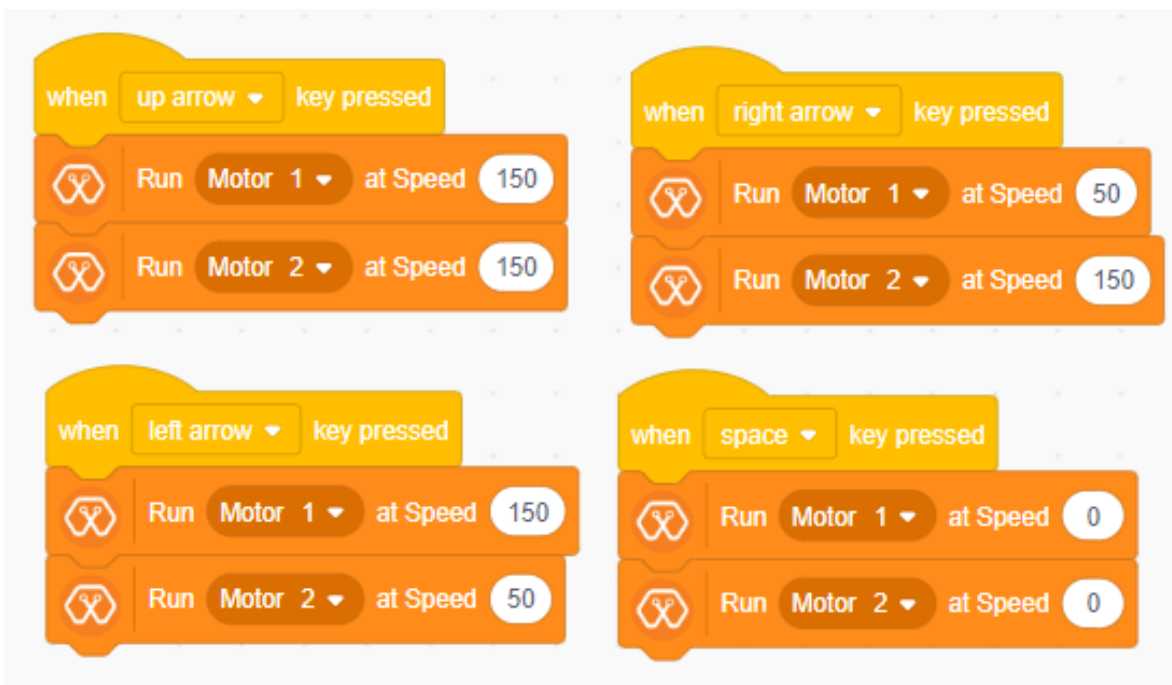 when up arrow key pressed
Run Motor 1 at Speed 150
Run Motor 2 at Speed 150
when right arrow key pressed
Run Motor 1 at Speed 50
Run Motor 2 at Speed 150
when left arrow key pressed
Run Motor 1 at Speed 150
Run Motor 2 at Speed 50
when space key pressed
Run Motor 1 at Speed 0
Run Motor 2 at Speed 0